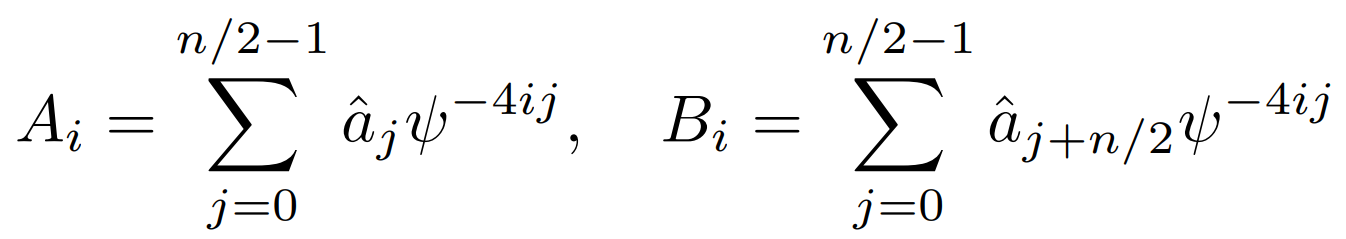 A_i = \sum_{j=0}^{n/2-1} \hat{a}_j \psi^{-4ij}, \quad B_i = \sum_{j=0}^{n/2-1} \hat{a}_{j+n/2} \psi^{-4ij}